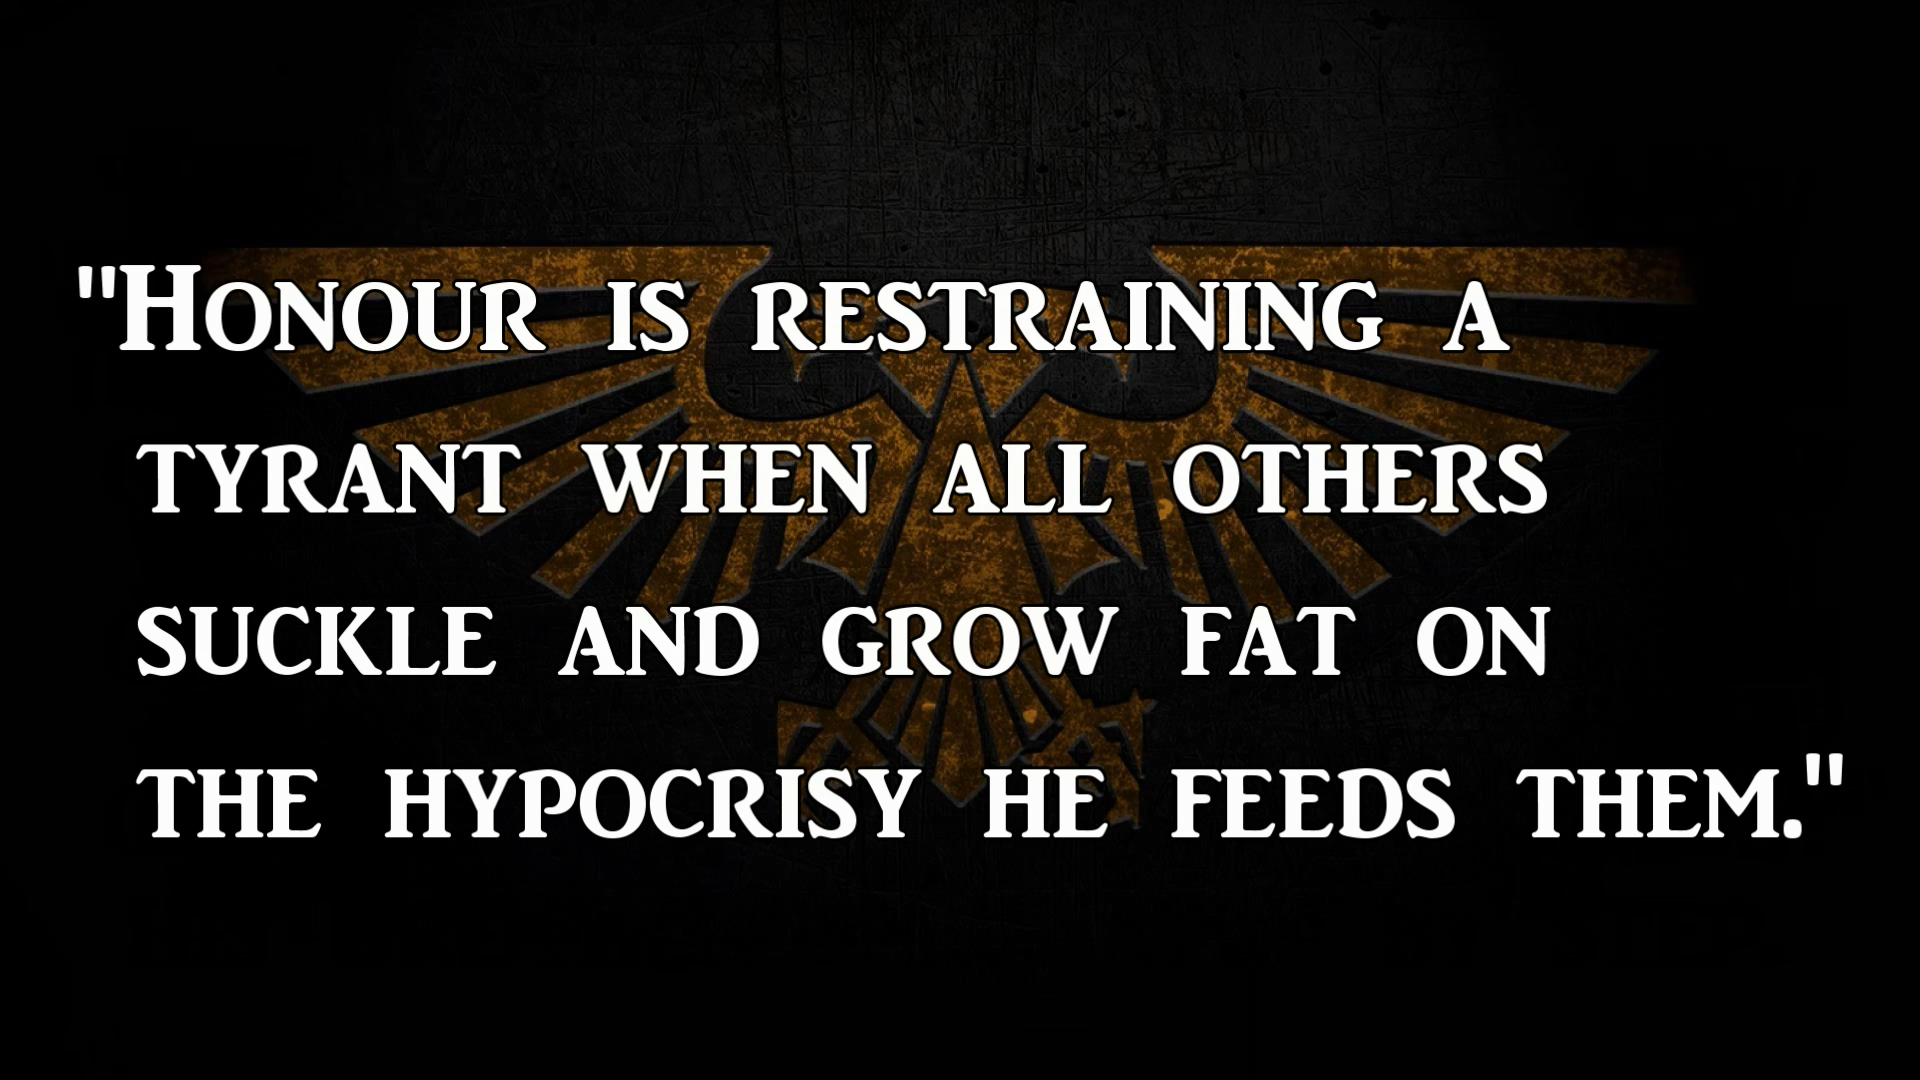 "Honour is restraining a
tyrant when all others
suckle and grow fat on
the hypocrisy he feeds them."